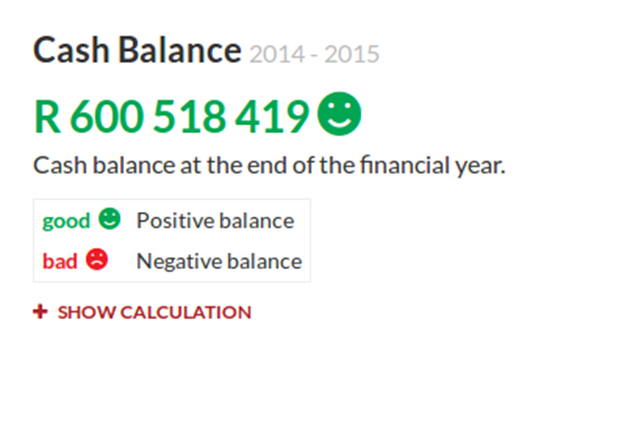 Cash Balance 2014 - 2015
R 600 518 419
Cash balance at the end of the financial year.
good Positive balance
bad Negative balance
+ SHOW CALCULATION